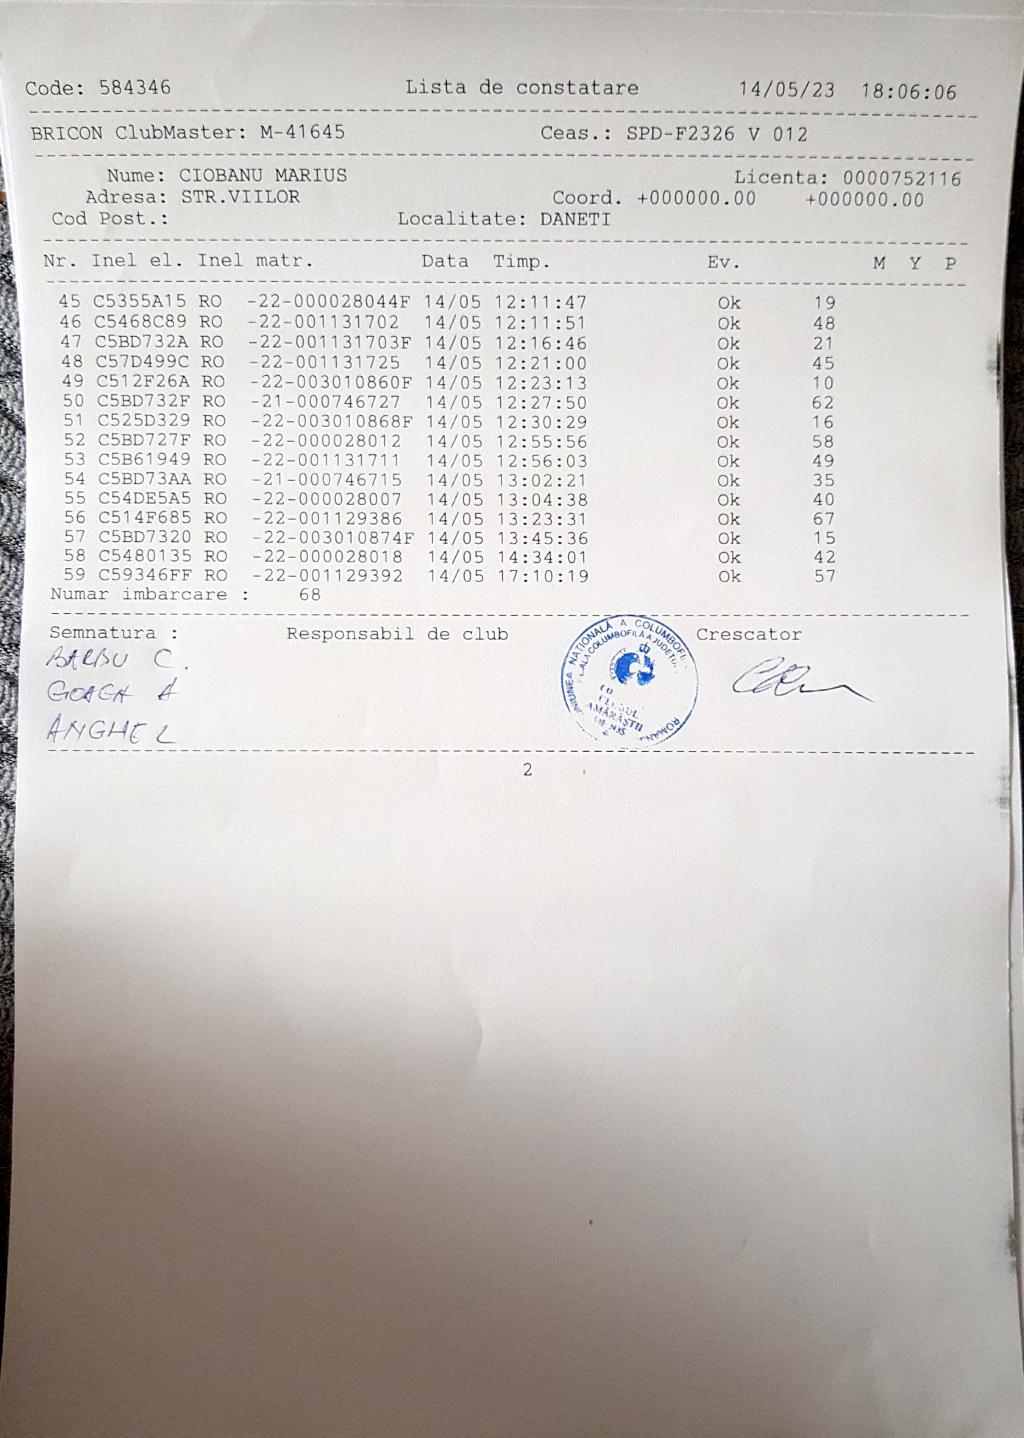 Code: 584346 Lista de constatare 14/05/23 18:06:06
BRICON ClubMaster: M-41645 Ceas.: SPD-F2326 V 012
Nume: CIOBANU MARIUS Licenta: 0000752116
Adresa: STR.VIILOR Coord. +000000.00 +000000.00
Cod Post.: Localitate: DANETI
Nr. Inel el. Inel matr. Data Timp. Ev. M Y P
45 C5355A15 RO -22-000028044F 14/05 12:11:47 Ok 19
46 C5468C89 RO -22-001131702 14/05 12:11:51 Ok 48
47 C5BD732A RO -22-001131703F 14/05 12:16:46 Ok 21
48 C57D499C RO -22-001131725 14/05 12:21:00 Ok 45
49 C512F26A RO -22-003010860F 14/05 12:23:13 Ok 10
50 C5BD732F RO -21-000746727 14/05 12:27:50 Ok 62
51 C525D329 RO -22-003010868F 14/05 12:30:29 Ok 16
52 C5BD727F RO -22-000028012 14/05 12:55:56 Ok 58
53 C5B61949 RO -22-001131711 14/05 12:56:03 Ok 49
54 C5BD73AA RO -21-000746715 14/05 13:02:21 Ok 35
55 C54DE5A5 RO -22-000028007 14/05 13:04:38 Ok 40
56 C514F685 RO -22-001129386 14/05 13:23:31 Ok 67
57 C5BD7320 RO -22-003010874F 14/05 13:45:36 Ok 15
58 C5480135 RO -22-000028018 14/05 14:34:01 Ok 42
59 C59346FF RO -22-001129392 14/05 17:10:19 Ok 57
Numar imbarcare : 68
Semnatura : Responsabil de club Crescator
BARBU C.
GOAGA A
ANGHEL
UNIUNEA NAȚIONALĂ A COLUMBOFIL
FILIALA COLUMBOFILĂ A JUDEȚU
AMĂRĂȘTII
2